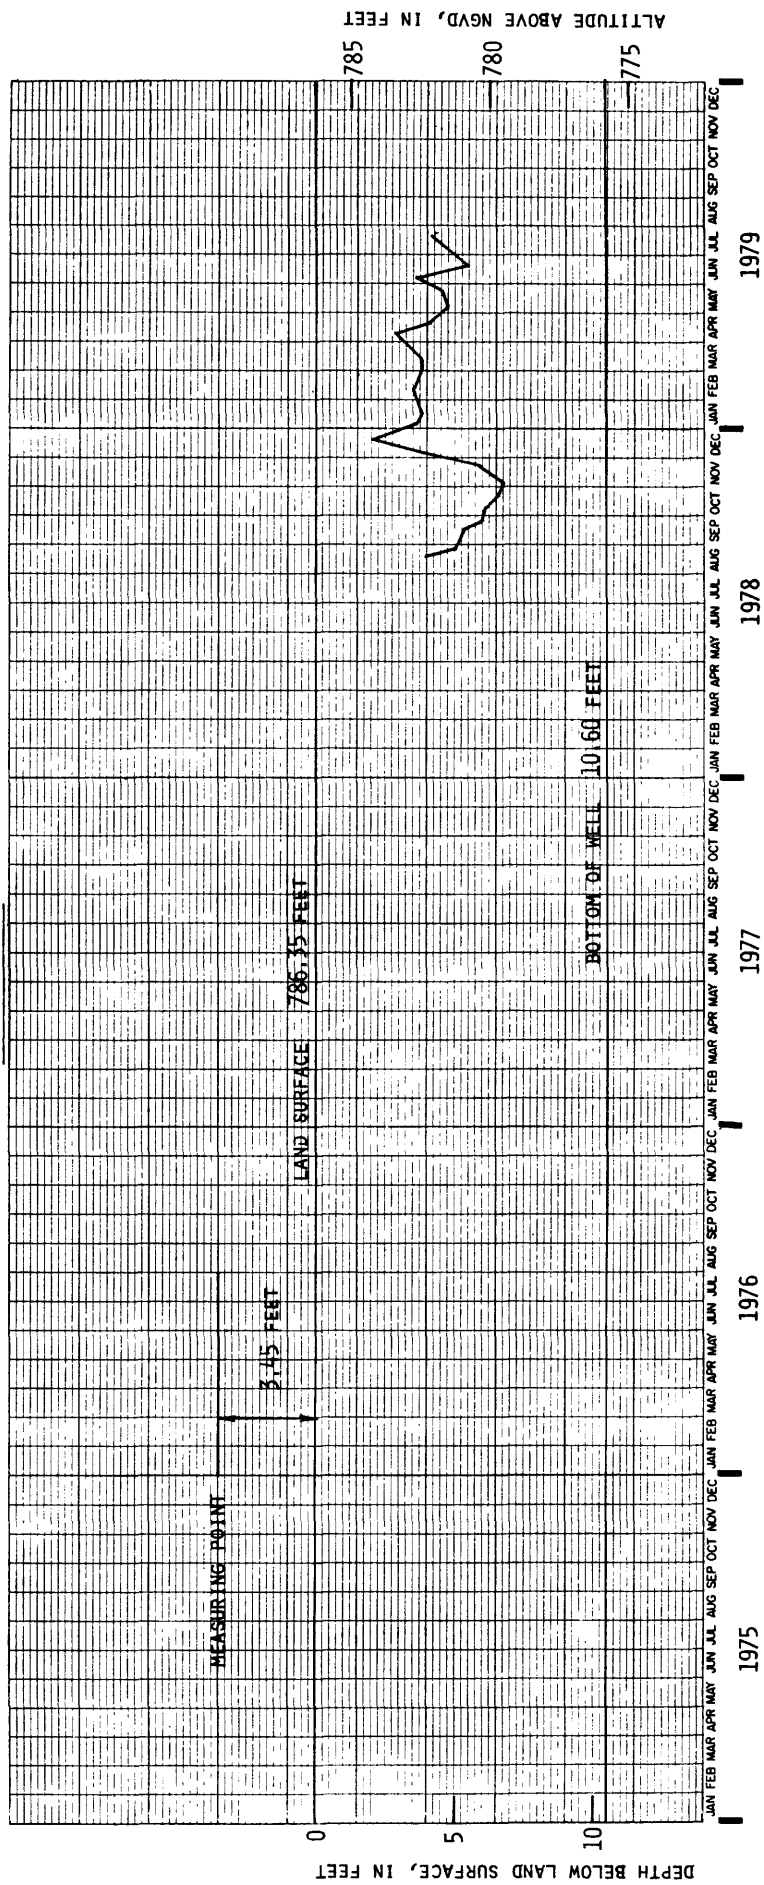 DEPTH BELOW LAND SURFACE, IN FEET
0
5
10
MEASURING POINT
3.45 FEET
LAND SURFACE 786.35 FEET
BOTTOM OF WELL 10.60 FEET
ALTITUDE ABOVE NGVD, IN FEET
785
780
775
JAN FEB MAR APR MAY JUN JUL AUG SEP OCT NOV DEC JAN FEB MAR APR MAY JUN JUL AUG SEP OCT NOV DEC JAN FEB MAR APR MAY JUN JUL AUG SEP OCT NOV DEC JAN FEB MAR APR MAY JUN JUL AUG SEP OCT NOV DEC JAN FEB MAR APR MAY JUN JUL AUG SEP OCT NOV DEC
1975 1976 1977 1978 1979